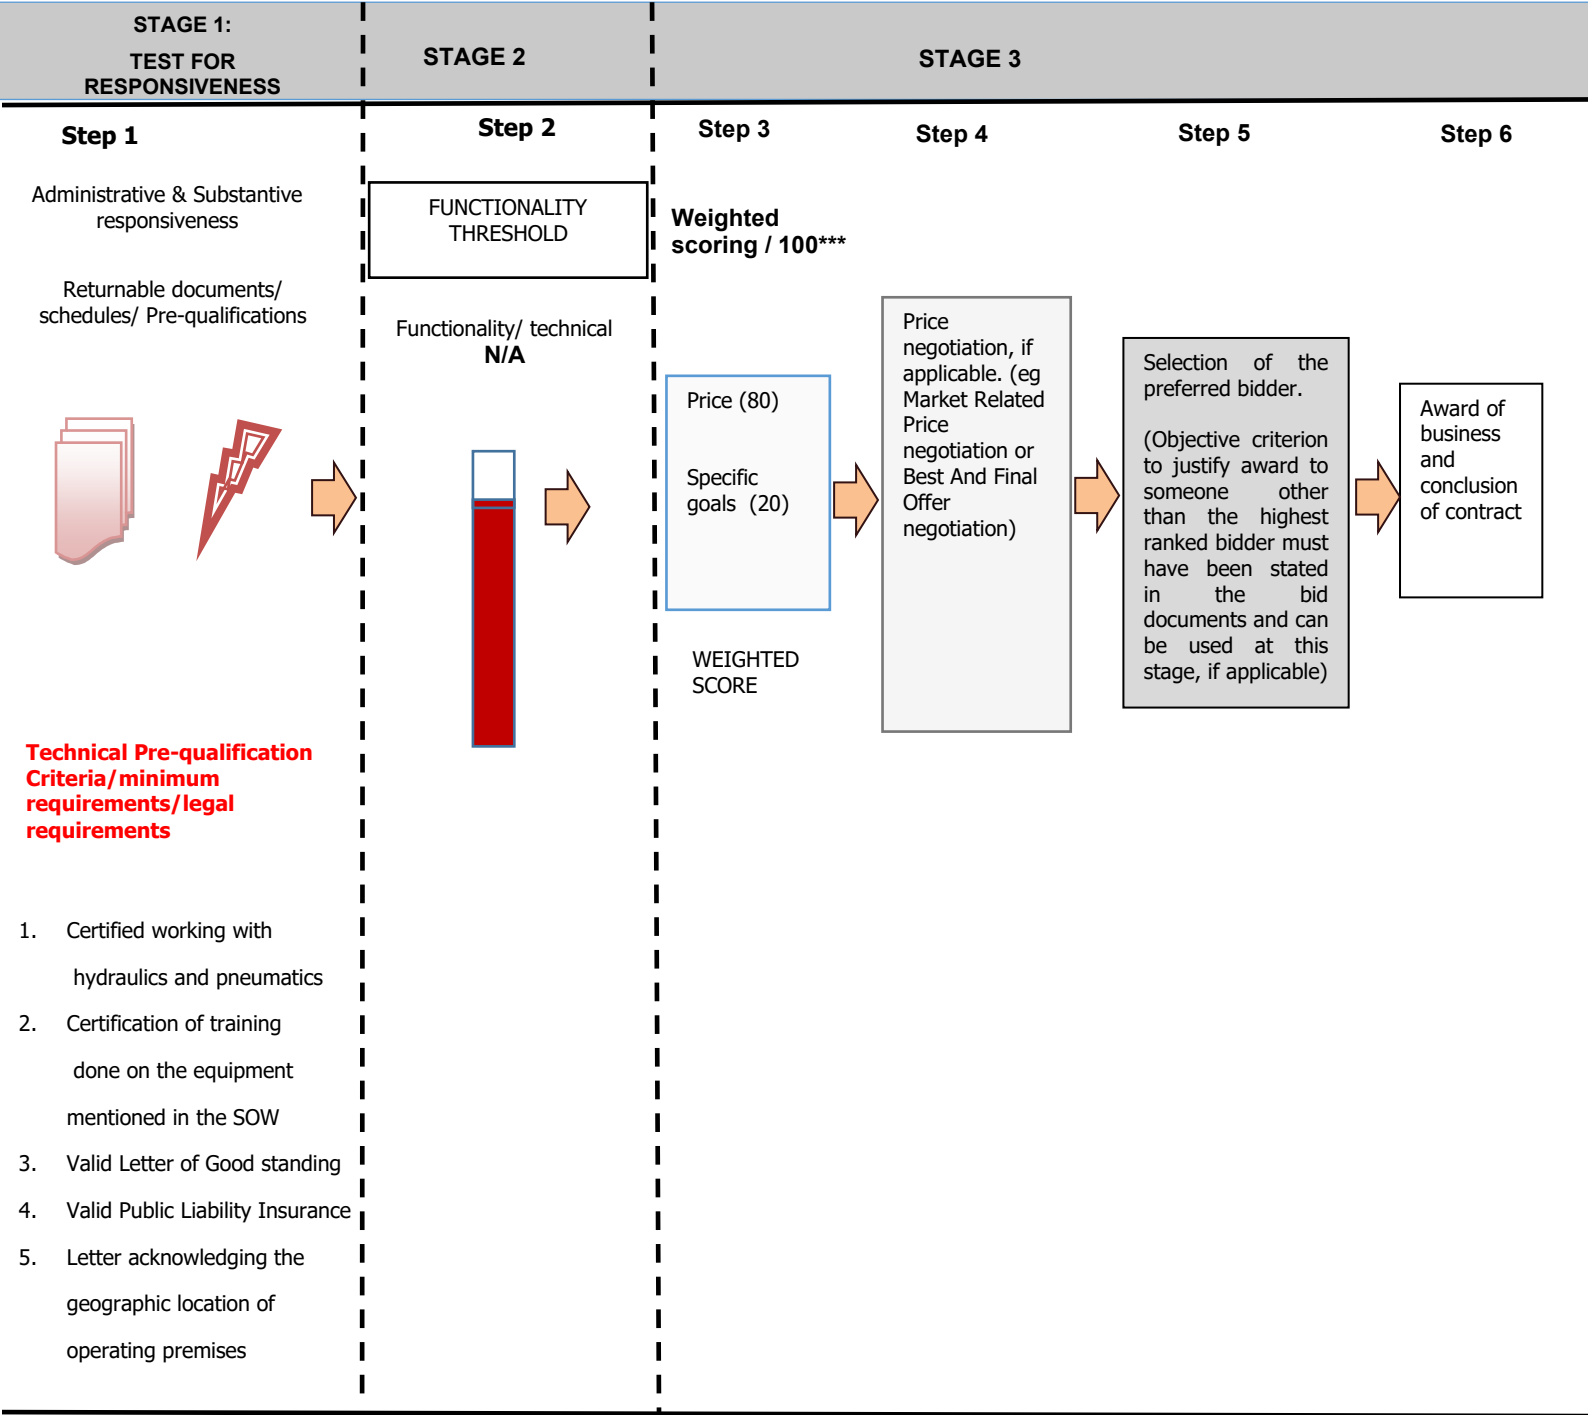 STAGE 1:
TEST FOR
RESPONSIVENESS
STAGE 2
STAGE 3
Step 1
Administrative & Substantive
responsiveness
Returnable documents/
schedules/ Pre-qualifications
Technical Pre-qualification
Criteria/minimum
requirements/legal
requirements
1. Certified working with
hydraulics and pneumatics
2. Certification of training
done on the equipment
mentioned in the SOW
3. Valid Letter of Good standing
4. Valid Public Liability Insurance
5. Letter acknowledging the
geographic location of
operating premises
Step 2
FUNCTIONALITY
THRESHOLD
Functionality/ technical
N/A
Step 3
Weighted
scoring / 100***
Price (80)
Specific
goals (20)
WEIGHTED
SCORE
Step 4
Price
negotiation, if
applicable. (eg
Market Related
Price
negotiation or
Best And Final
Offer
negotiation)
Step 5
Selection of the
preferred bidder.
(Objective criterion
to justify award to
someone other
than the highest
ranked bidder must
have been stated
in the bid
documents and can
be used at this
stage, if applicable)
Step 6
Award of
business
and
conclusion
of contract